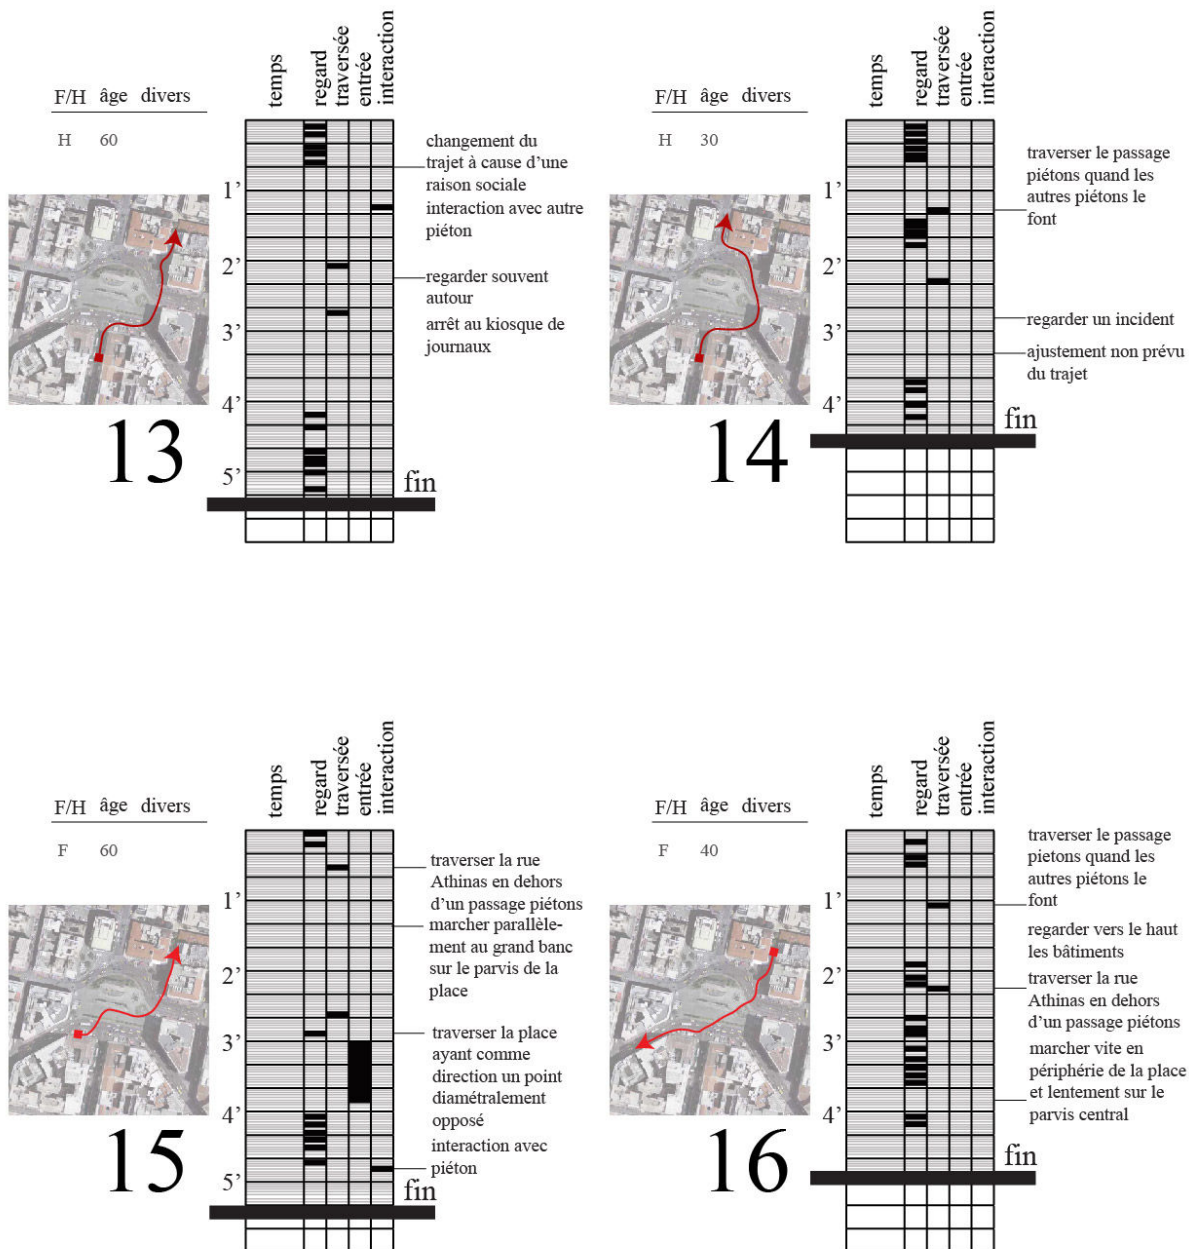 temps
regard
traversée
entrée
interaction
F/H âge divers
H 60
changement du
trajet à cause d’une
raison sociale
interaction avec autre
piéton
regarder souvent
autour
arrêt au kiosque de
journaux
1’
2’
3’
4’
5’
fin
13
temps
regard
traversée
entrée
interaction
F/H âge divers
H 30
traverser le passage
piétons quand les
autres piétons le
font
regarder un incident
ajustement non prévu
du trajet
1’
2’
3’
4’
fin
14
temps
regard
traversée
entrée
interaction
F/H âge divers
F 60
traverser la rue
Athinas en dehors
d’un passage piétons
marcher parallèle-
ment au grand banc
sur le parvis de la
place
traverser la place
ayant comme
direction un point
diamétralement
opposé
interaction avec
piéton
1’
2’
3’
4’
5’
fin
15
temps
regard
traversée
entrée
interaction
F/H âge divers
F 40
traverser le passage
pietons quand les
autres piétons le
font
regarder vers le haut
les bâtiments
traverser la rue
Athinas en dehors
d’un passage piétons
marcher vite en
périphérie de la place
et lentement sur le
parvis central
1’
2’
3’
4’
fin
16